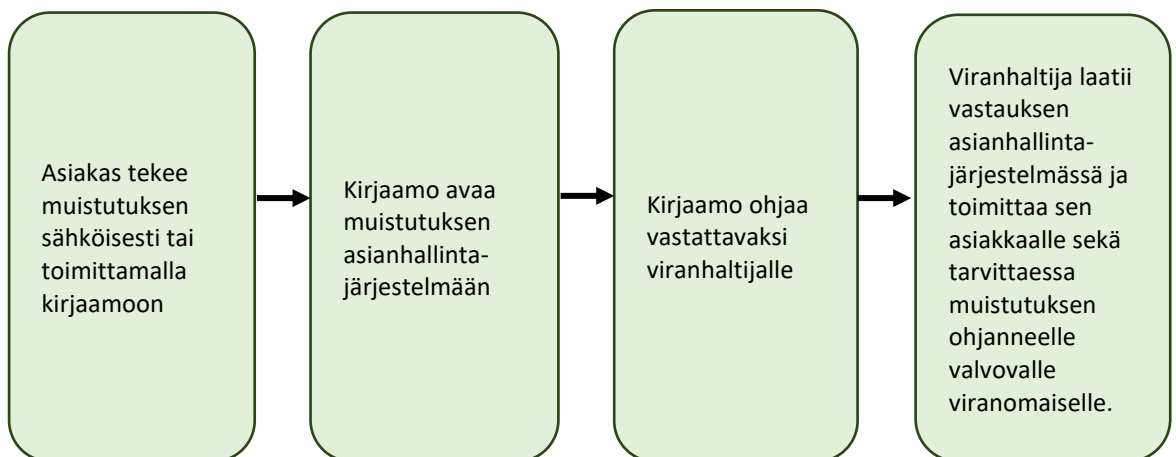 Asiakas tekee
muistutuksen
sähköisesti tai
toimittamalla
kirjaamoon
Kirjaamo avaa
muistutuksen
asianhallinta-
järjestelmään
Kirjaamo ohjaa
vastattavaksi
viranhaltijalle
Viranhaltija laatii
vastauksen
asianhallinta-
järjestelmässä ja
toimittaa sen
asiakkaalle sekä
tarvittaessa
muistutuksen
ohjanneelle
valvovalle
viranomaiselle.